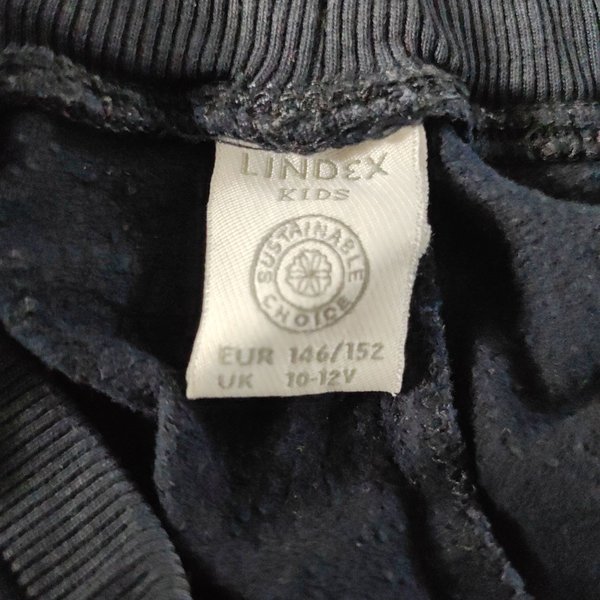 LINDEX
KIDS
SUSTAINABLE
CHOICE
EUR 146/152
UK 10-12Y